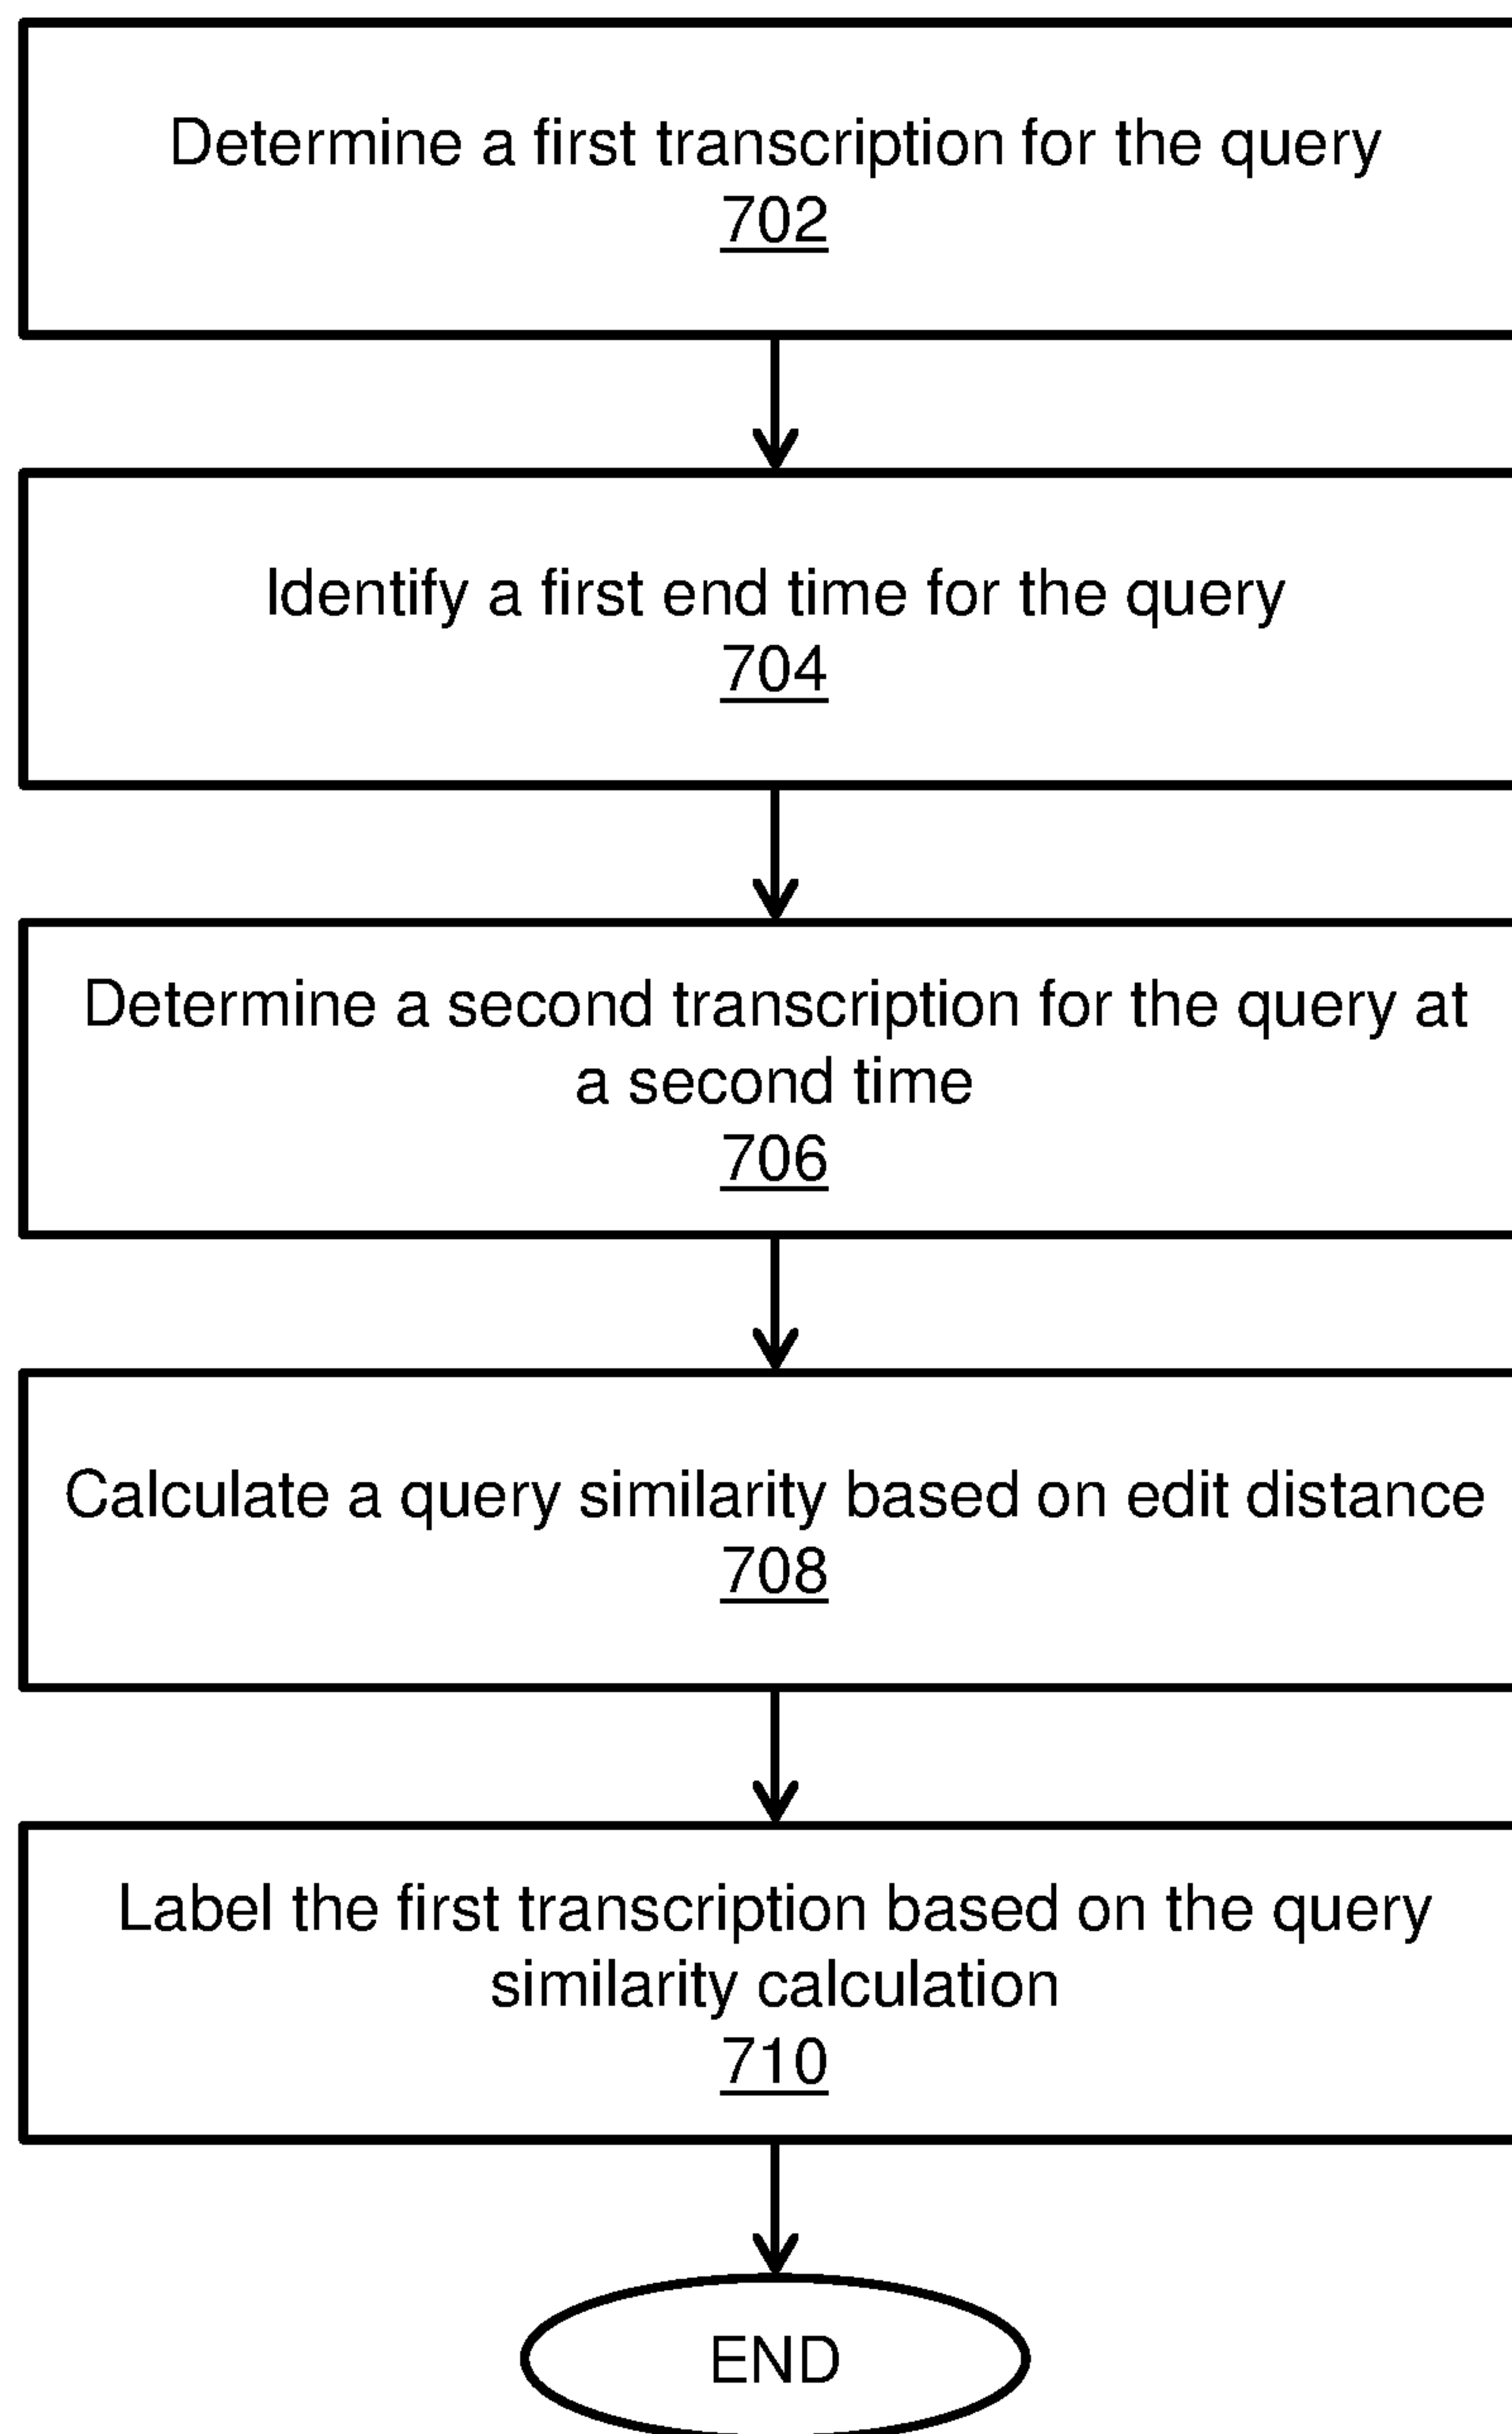 Determine a first transcription for the query
702
Identify a first end time for the query
704
Determine a second transcription for the query at
a second time
706
Calculate a query similarity based on edit distance
708
Label the first transcription based on the query
similarity calculation
710
END